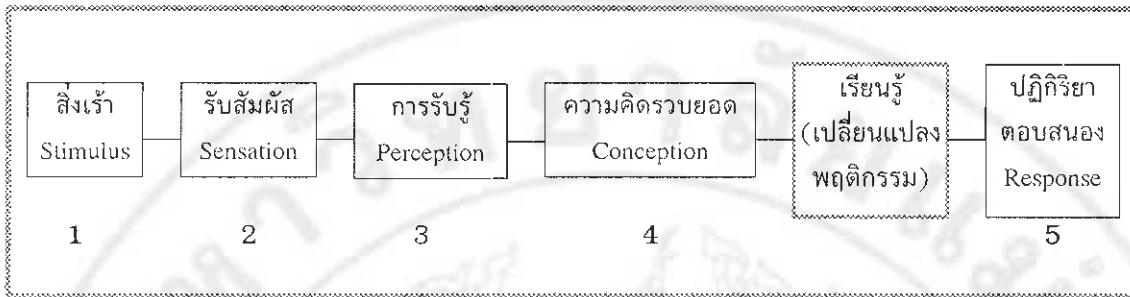 สิ่งเร้า
Stimulus
รับสัมผัส
Sensation
การรับรู้
Perception
ความคิดรวบยอด
Conception
เรียนรู้
(เปลี่ยนแปลง
พฤติกรรม)
ปฏิกิริยา
ตอบสนอง
Response
1 2 3 4 5